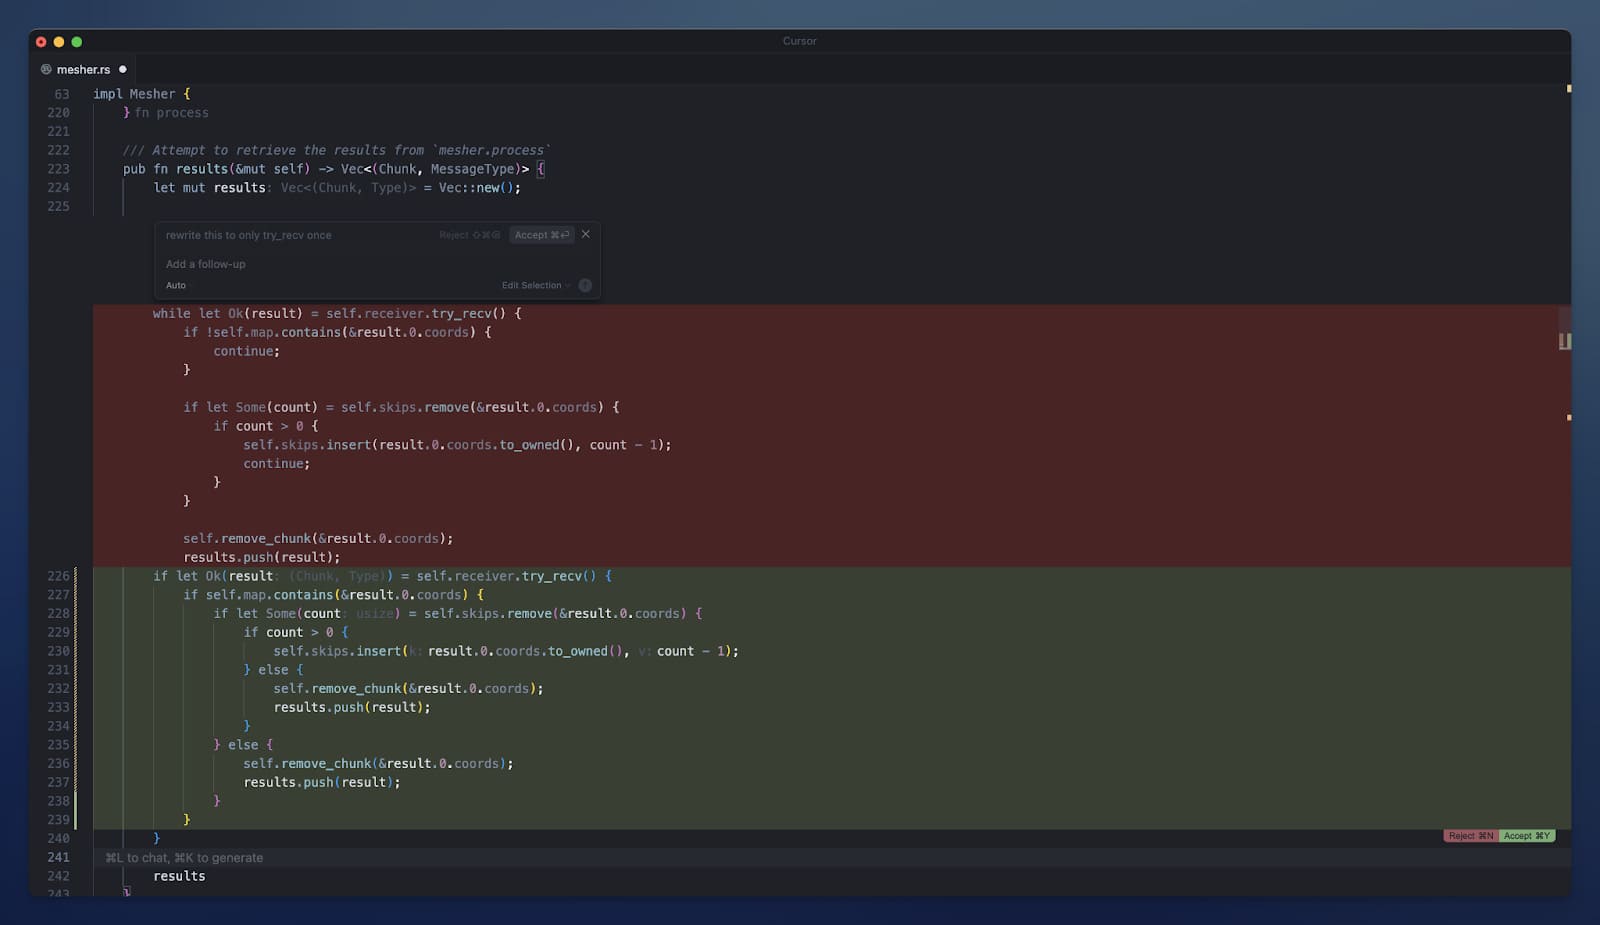 Cursor
mesher.rs
63 impl Mesher {
220 } fn process
221
222 /// Attempt to retrieve the results from `mesher.process`
223 pub fn results(&mut self) -> Vec<(Chunk, MessageType)> {
224 let mut results: Vec<(Chunk, Type)> = Vec::new();
225
rewrite this to only try_recv once Reject ⇧⌘⌫ Accept ⌘⏎
Add a follow-up
Auto Edit Selection
while let Ok(result) = self.receiver.try_recv() {
if !self.map.contains(&result.0.coords) {
continue;
}
if let Some(count) = self.skips.remove(&result.0.coords) {
if count > 0 {
self.skips.insert(result.0.coords.to_owned(), count - 1);
continue;
}
}
self.remove_chunk(&result.0.coords);
results.push(result);
226 if let Ok(result: (Chunk, Type)) = self.receiver.try_recv() {
227 if self.map.contains(&result.0.coords) {
228 if let Some(count: usize) = self.skips.remove(&result.0.coords) {
229 if count > 0 {
230 self.skips.insert(k: result.0.coords.to_owned(), v: count - 1);
231 } else {
232 self.remove_chunk(&result.0.coords);
233 results.push(result);
234 }
235 } else {
236 self.remove_chunk(&result.0.coords);
237 results.push(result);
238 }
239 }
240 }
Reject ⌘N Accept ⌘Y
241 ⌘L to chat, ⌘K to generate
242 results
243 }